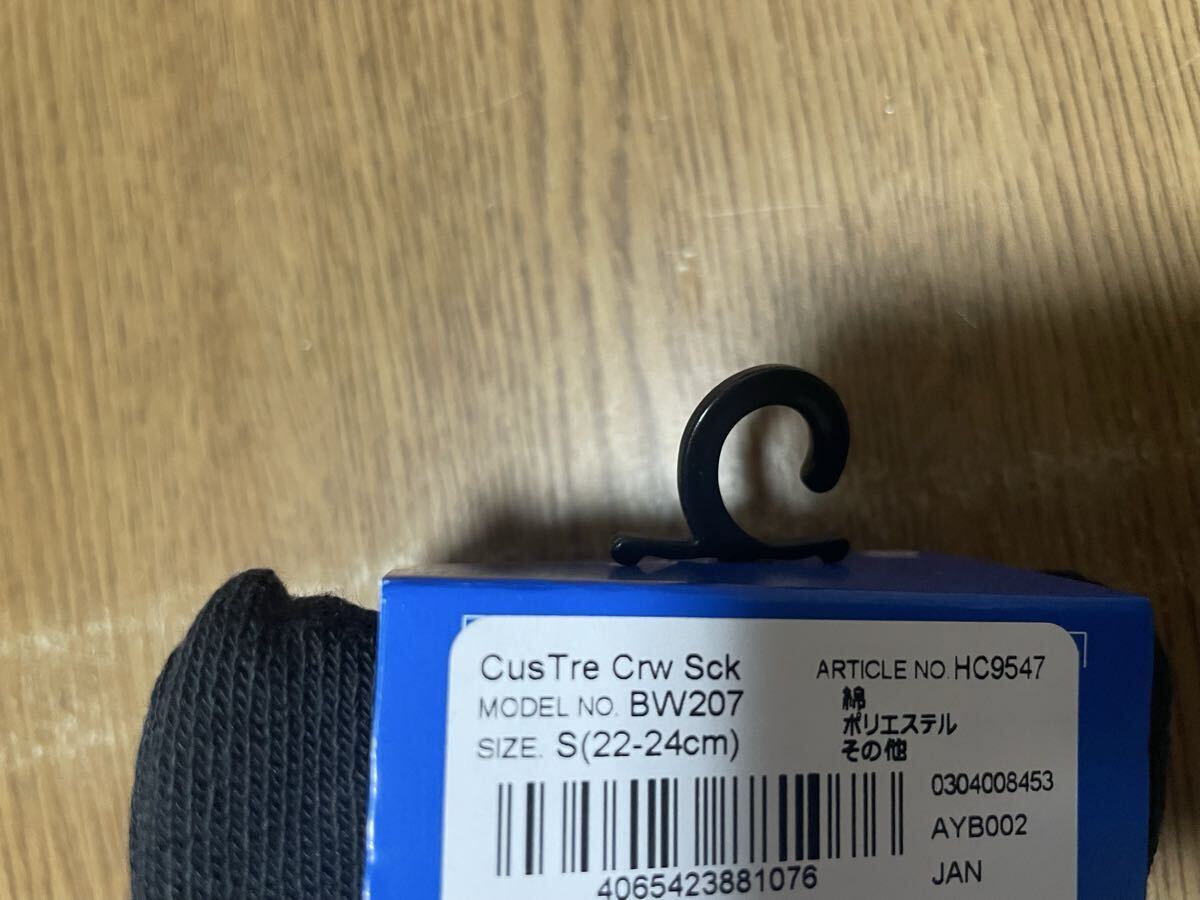 CusTre Crw Sck
ARTICLE NO. HC9547
MODEL NO. BW207
綿
ポリエステル
その他
SIZE. S(22-24cm)
0304008453
AYB002
JAN
4065423881076